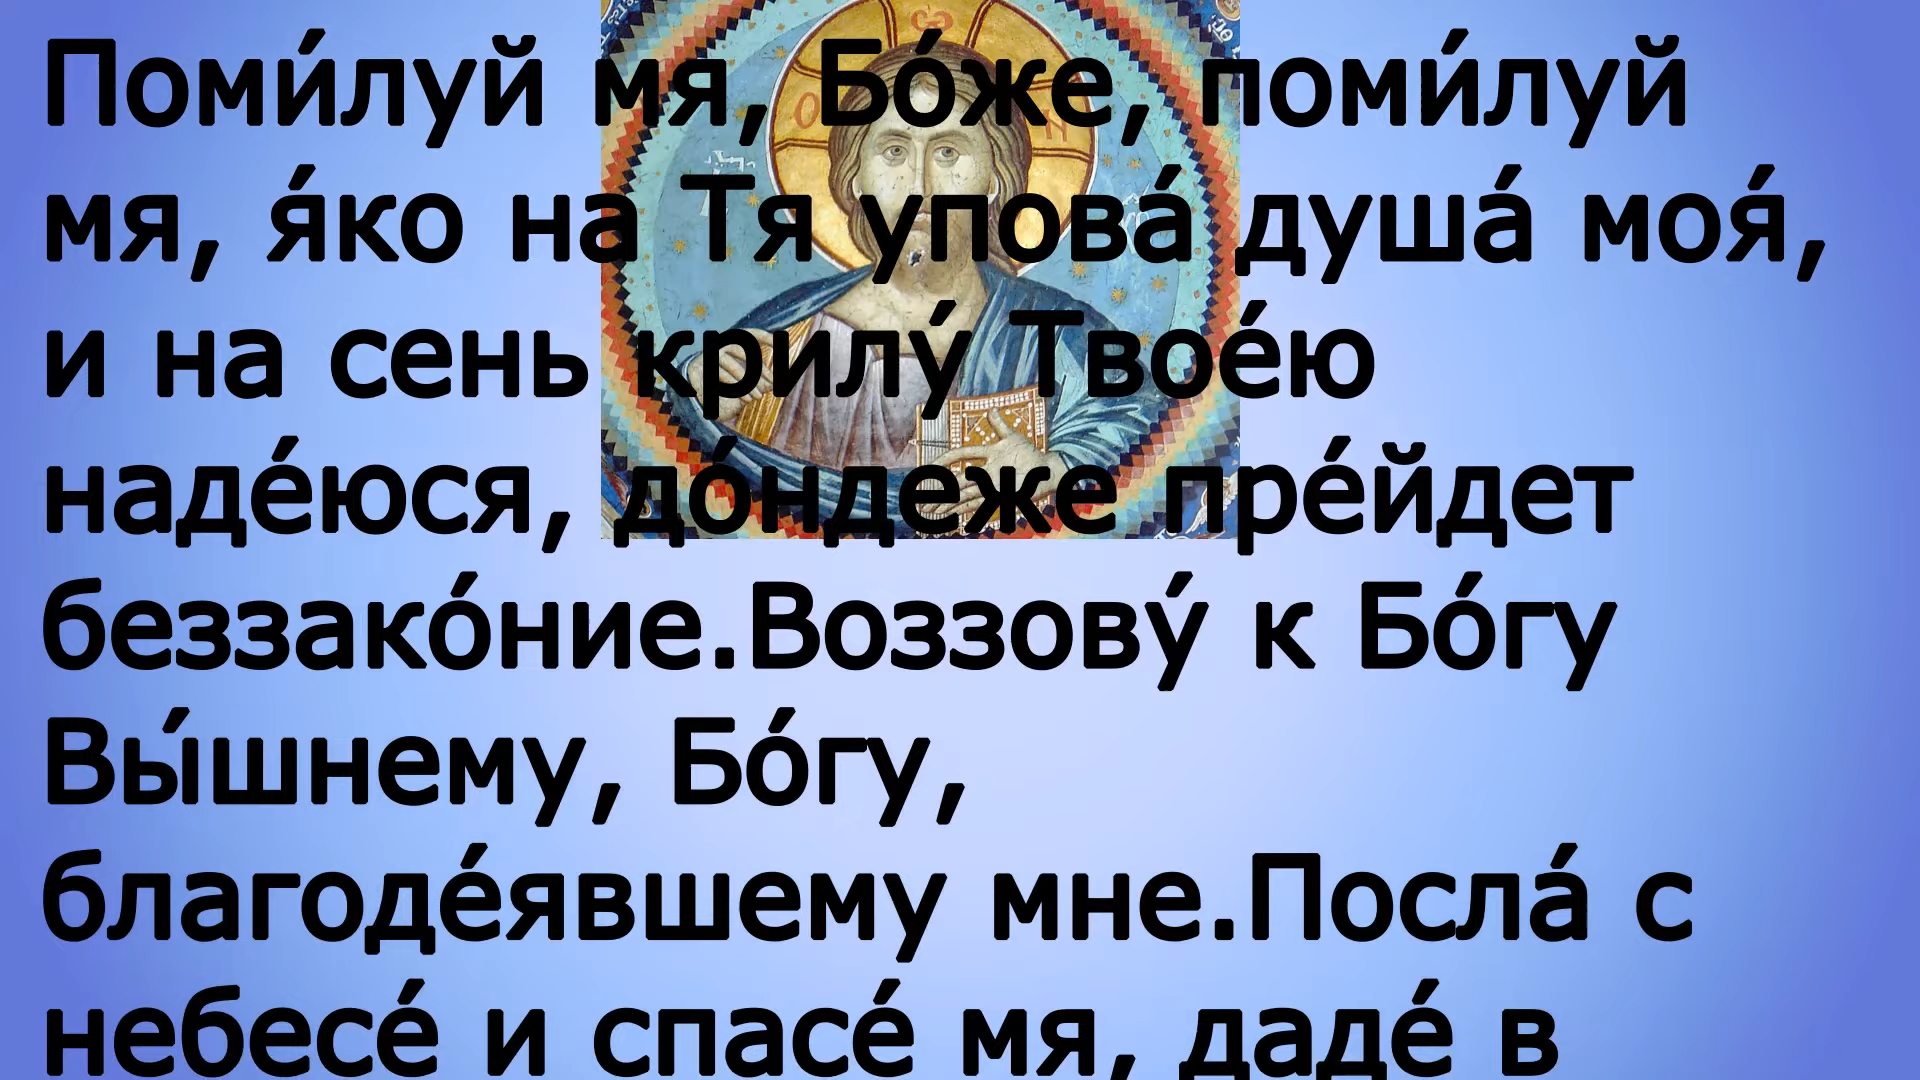 Поми́луй мя, Бо́же, поми́луй
мя, я́ко на Тя упова́ душа́ моя́,
и на сень крилу́ Твое́ю
наде́юся, до́ндеже пре́йдет
беззако́ние.Воззову́ к Бо́гу
Вы́шнему, Бо́гу,
благоде́явшему мне.Посла́ с
небесе́ и спасе́ мя, даде́ в